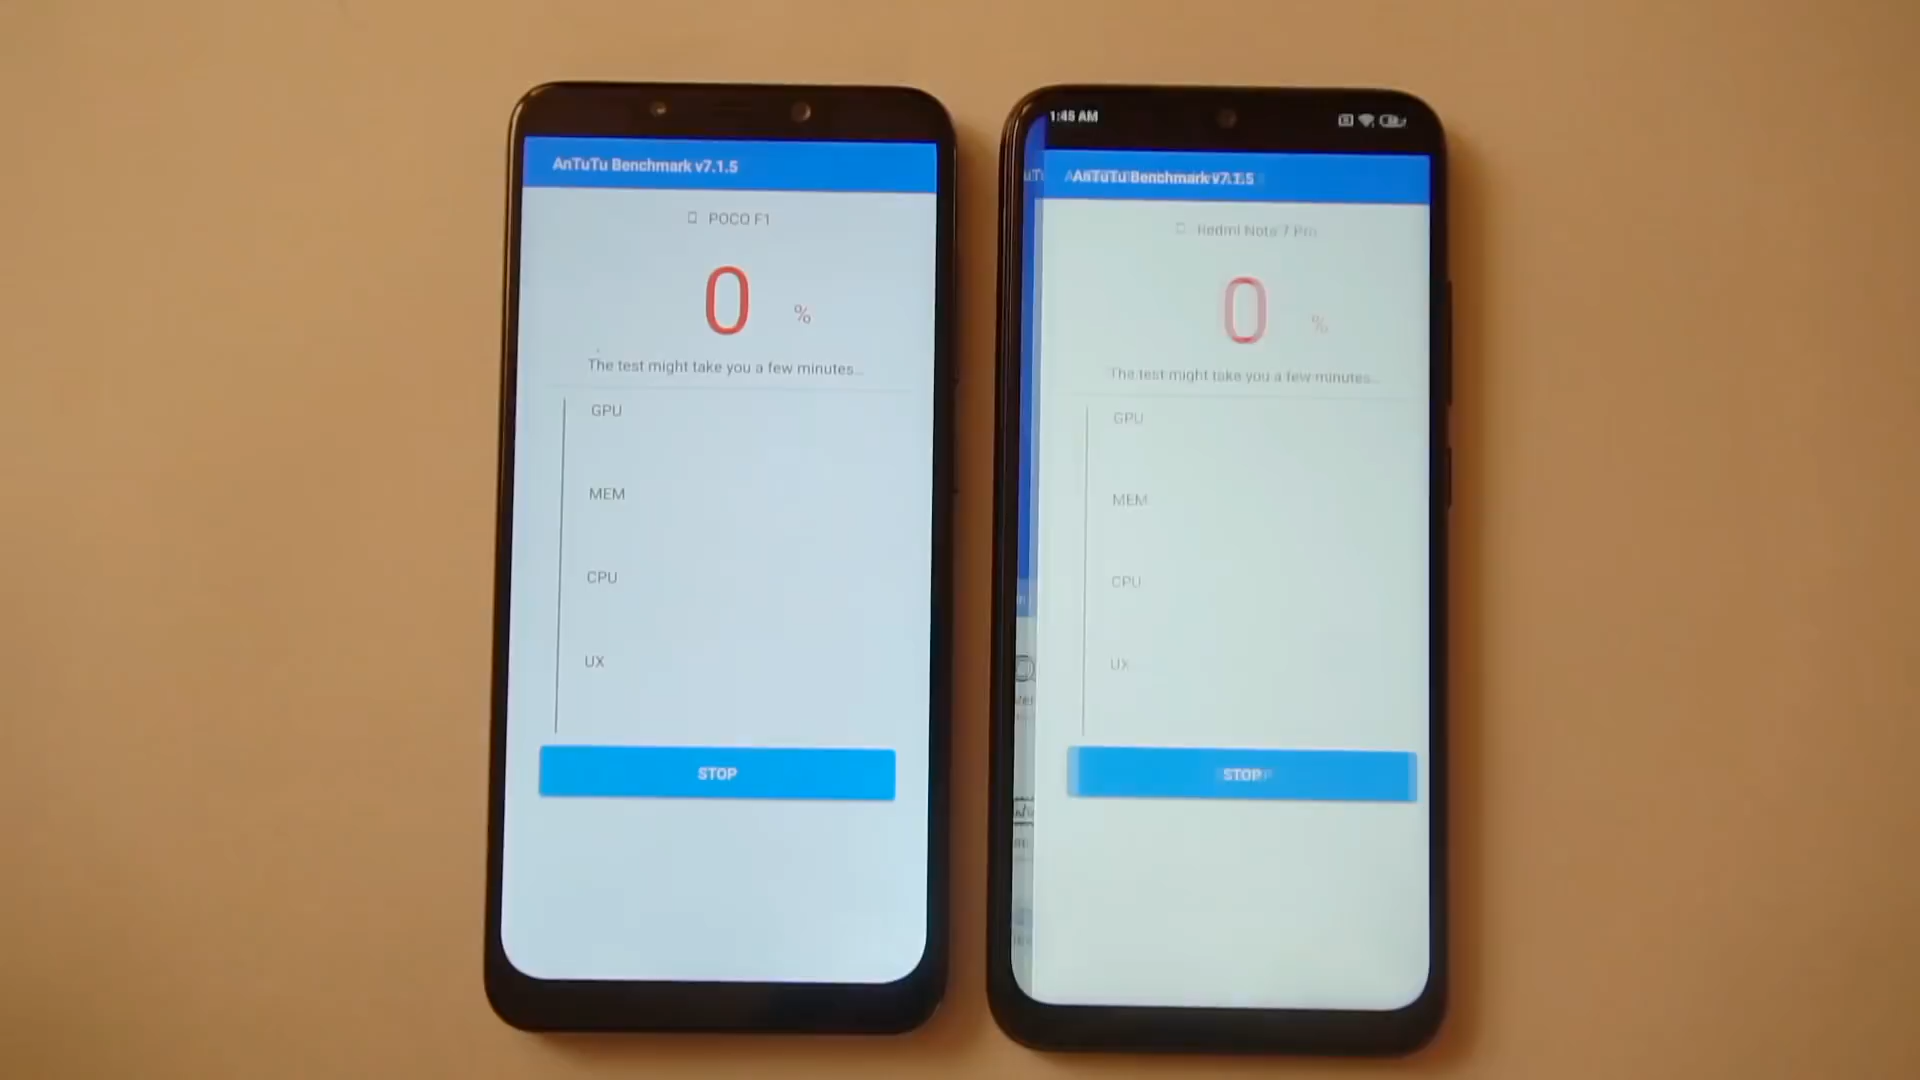 AnTuTu Benchmark v7.1.5
POCO F1
0 %
The test might take you a few minutes...
GPU
MEM
CPU
UX
STOP
1:45 AM
AnTuTu Benchmark v7.1.5
Redmi Note 7 Pro
0 %
The test might take you a few minutes...
GPU
MEM
CPU
UX
STOP